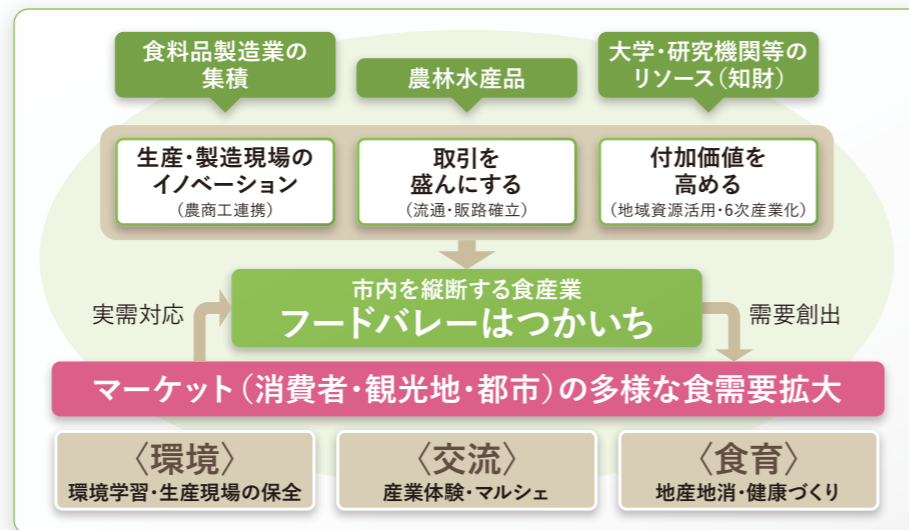 食料品製造業の
集積
農林水産品
大学・研究機関等の
リソース（知財）
生産・製造現場の
イノベーション
（農商工連携）
取引を
盛んにする
（流通・販路確立）
付加価値を
高める
（地域資源活用・6次産業化）
実需対応
市内を縦断する食産業
フードバレーはつかいち
需要創出
マーケット（消費者・観光地・都市）の多様な食需要拡大
〈環境〉
環境学習・生産現場の保全
〈交流〉
産業体験・マルシェ
〈食育〉
地産地消・健康づくり